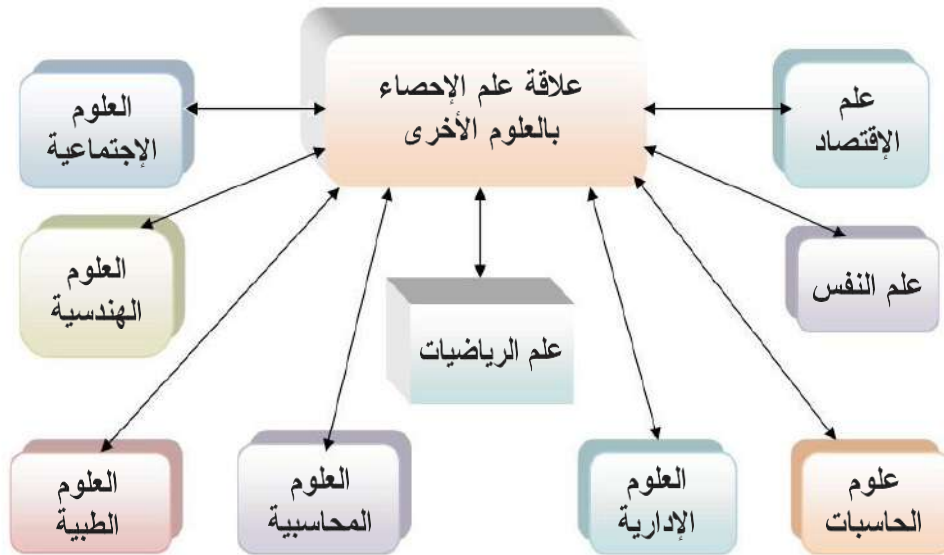 علاقة علم الإحصاء
بالعلوم الأخرى
علم
الإقتصاد
العلوم
الإجتماعية
علم النفس
العلوم
الهندسية
علم الرياضيات
علوم
الحاسبات
العلوم
الإدارية
العلوم
المحاسبية
العلوم
الطبية